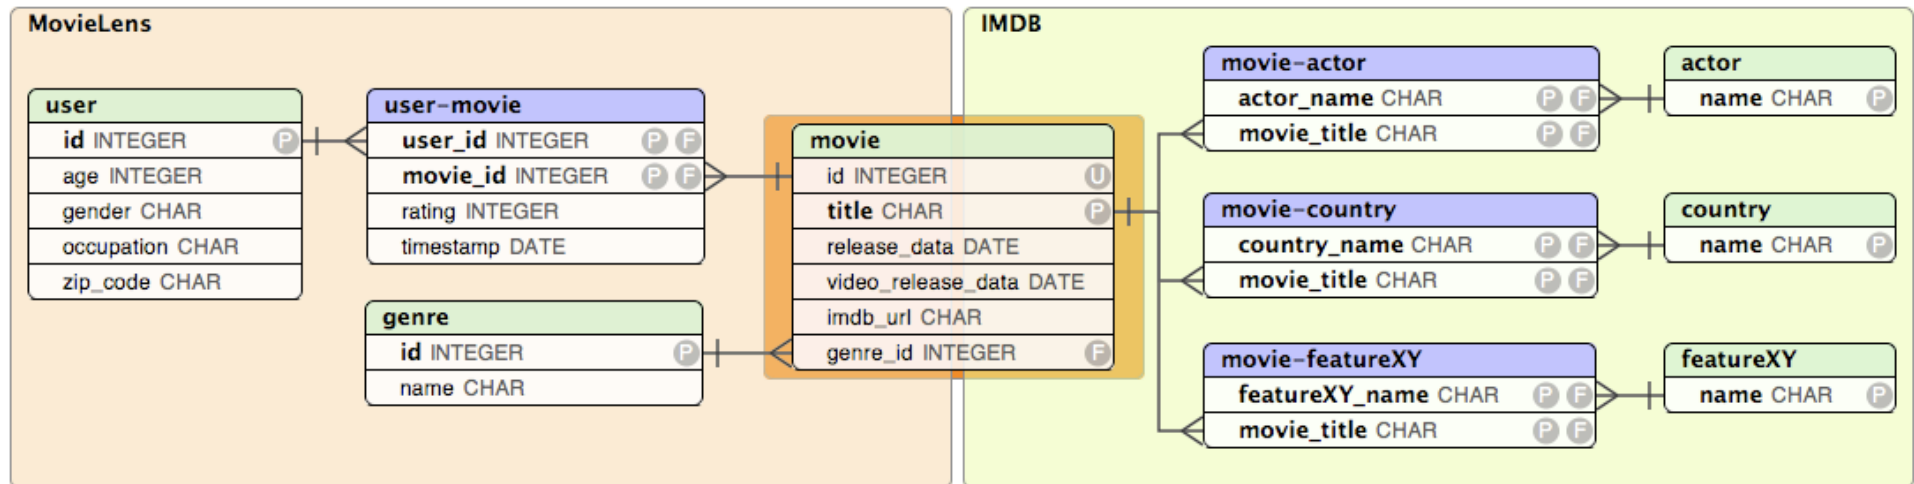 MovieLens
user
id INTEGER P
age INTEGER
gender CHAR
occupation CHAR
zip_code CHAR
user-movie
user_id INTEGER P F
movie_id INTEGER P F
rating INTEGER
timestamp DATE
genre
id INTEGER P
name CHAR
movie
id INTEGER U
title CHAR P
release_data DATE
video_release_data DATE
imdb_url CHAR
genre_id INTEGER F
IMDB
movie-actor
actor_name CHAR P F
movie_title CHAR P F
actor
name CHAR P
movie-country
country_name CHAR P F
movie_title CHAR P F
country
name CHAR P
movie-featureXY
featureXY_name CHAR P F
movie_title CHAR P F
featureXY
name CHAR P